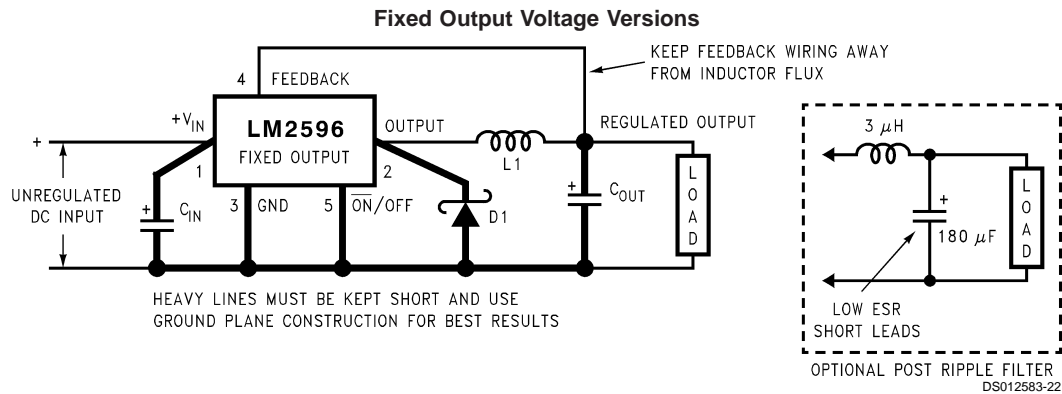 Fixed Output Voltage Versions
KEEP FEEDBACK WIRING AWAY
FROM INDUCTOR FLUX
4 FEEDBACK
+VIN
LM2596
FIXED OUTPUT
OUTPUT
REGULATED OUTPUT
3 μH
+
1
2
L1
UNREGULATED
DC INPUT
+
CIN
3 GND
5 O̅N̅/OFF
D1
+
COUT
LOAD
+
180 μF
LOAD
HEAVY LINES MUST BE KEPT SHORT AND USE
GROUND PLANE CONSTRUCTION FOR BEST RESULTS
LOW ESR
SHORT LEADS
OPTIONAL POST RIPPLE FILTER
DS012583-22